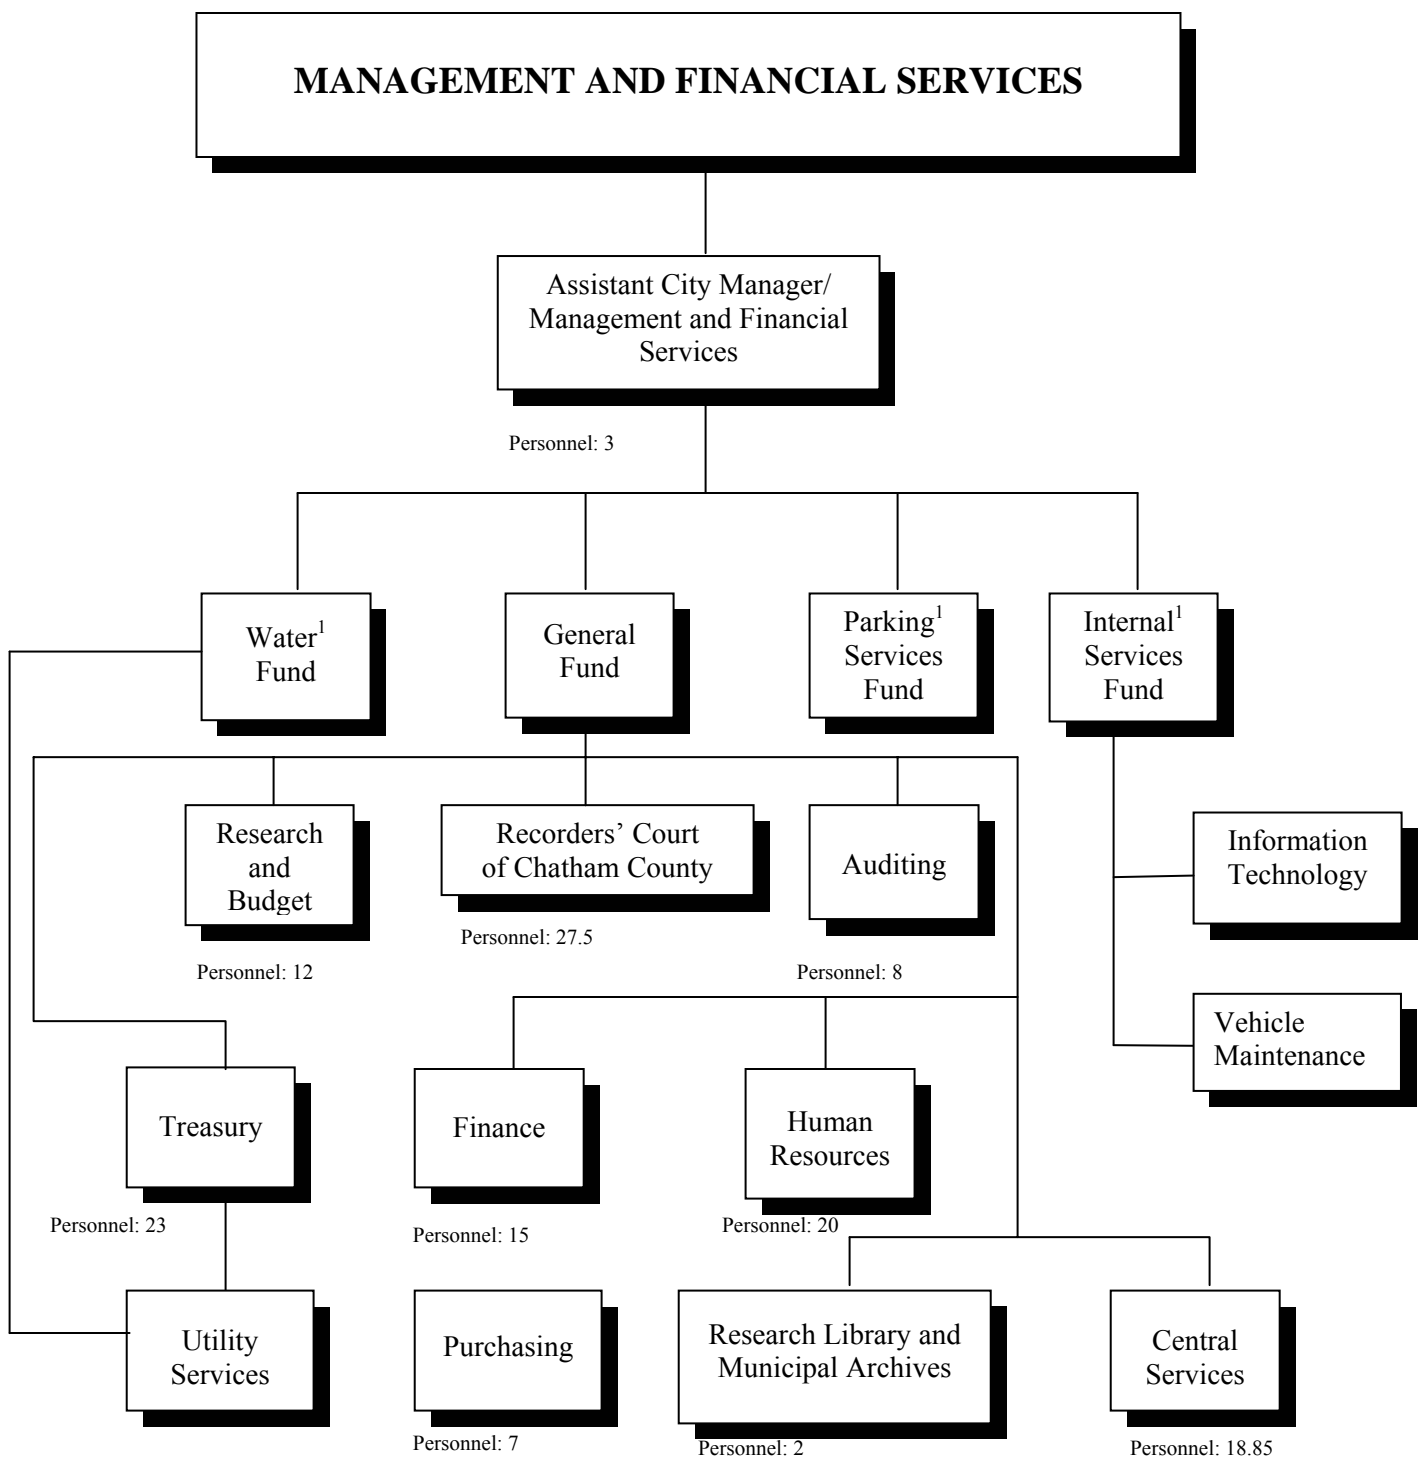 MANAGEMENT AND FINANCIAL SERVICES
Assistant City Manager/
Management and Financial
Services
Personnel: 3
Water¹
Fund
General
Fund
Parking¹
Services
Fund
Internal¹
Services
Fund
Research
and
Budget
Personnel: 12
Recorders’ Court
of Chatham County
Personnel: 27.5
Auditing
Personnel: 8
Information
Technology
Vehicle
Maintenance
Treasury
Personnel: 23
Finance
Personnel: 15
Human
Resources
Personnel: 20
Utility
Services
Purchasing
Personnel: 7
Research Library and
Municipal Archives
Personnel: 2
Central
Services
Personnel: 18.85